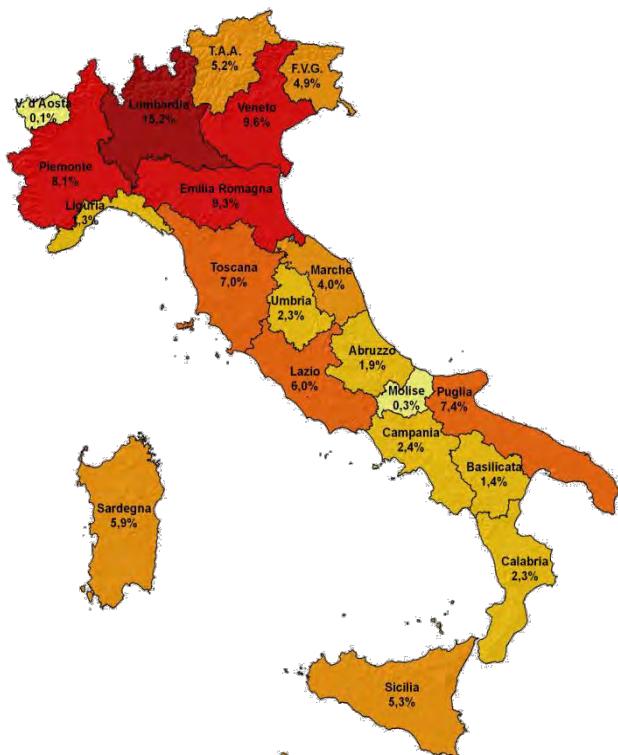 T.A.A.
5,2%
F.V.G.
4,9%
V. d'Aosta
0,1%
Lombardia
15,2%
Veneto
9,6%
Piemonte
8,1%
Emilia Romagna
9,3%
Liguria
1,3%
Toscana
7,0%
Marche
4,0%
Umbria
2,3%
Abruzzo
1,9%
Lazio
6,0%
Molise
0,3%
Puglia
7,4%
Campania
2,4%
Basilicata
1,4%
Sardegna
5,9%
Calabria
2,3%
Sicilia
5,3%